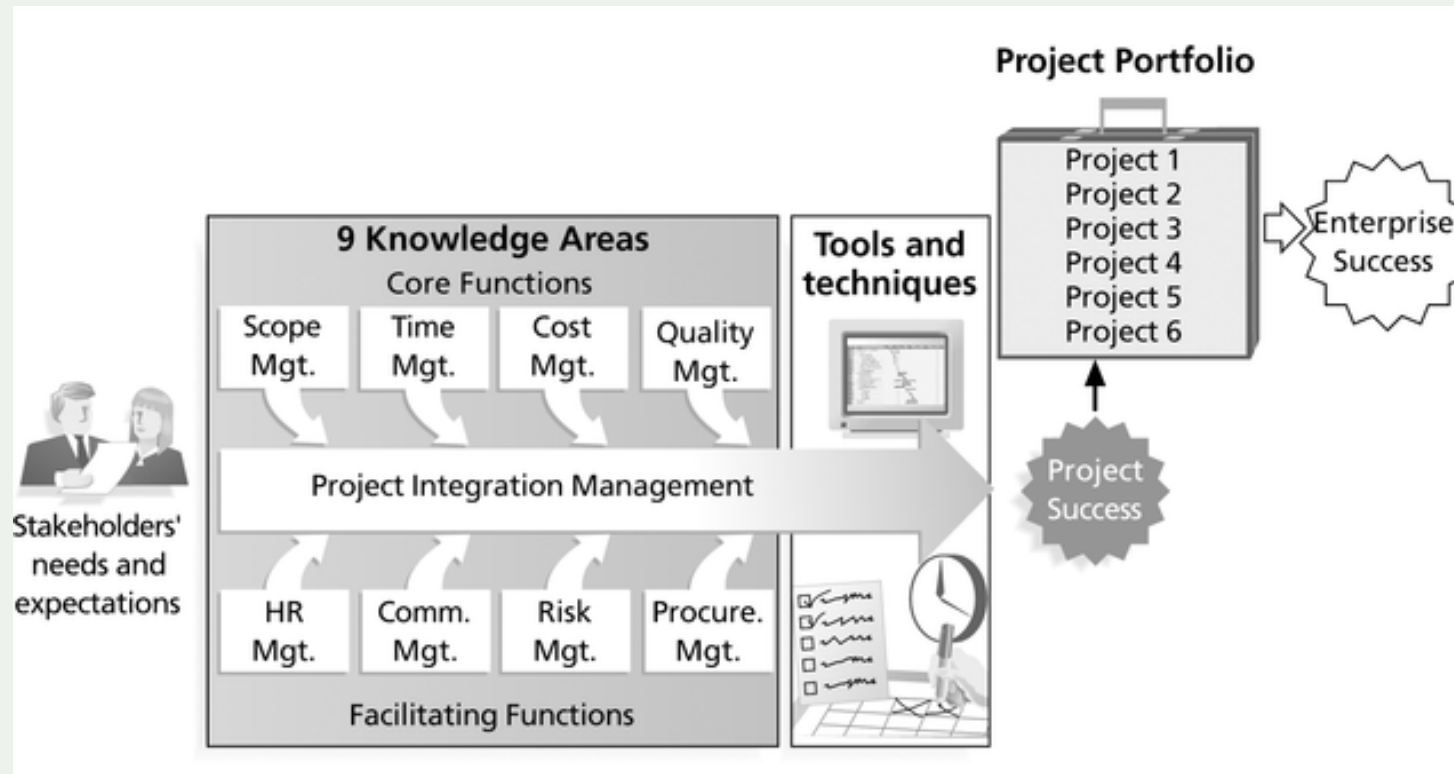 Project Portfolio
Project 1
Project 2
Project 3
Project 4
Project 5
Project 6
Enterprise
Success
9 Knowledge Areas
Core Functions
Scope
Mgt.
Time
Mgt.
Cost
Mgt.
Quality
Mgt.
Tools and
techniques
Project Integration Management
Project
Success
Stakeholders'
needs and
expectations
HR
Mgt.
Comm.
Mgt.
Risk
Mgt.
Procure.
Mgt.
Facilitating Functions